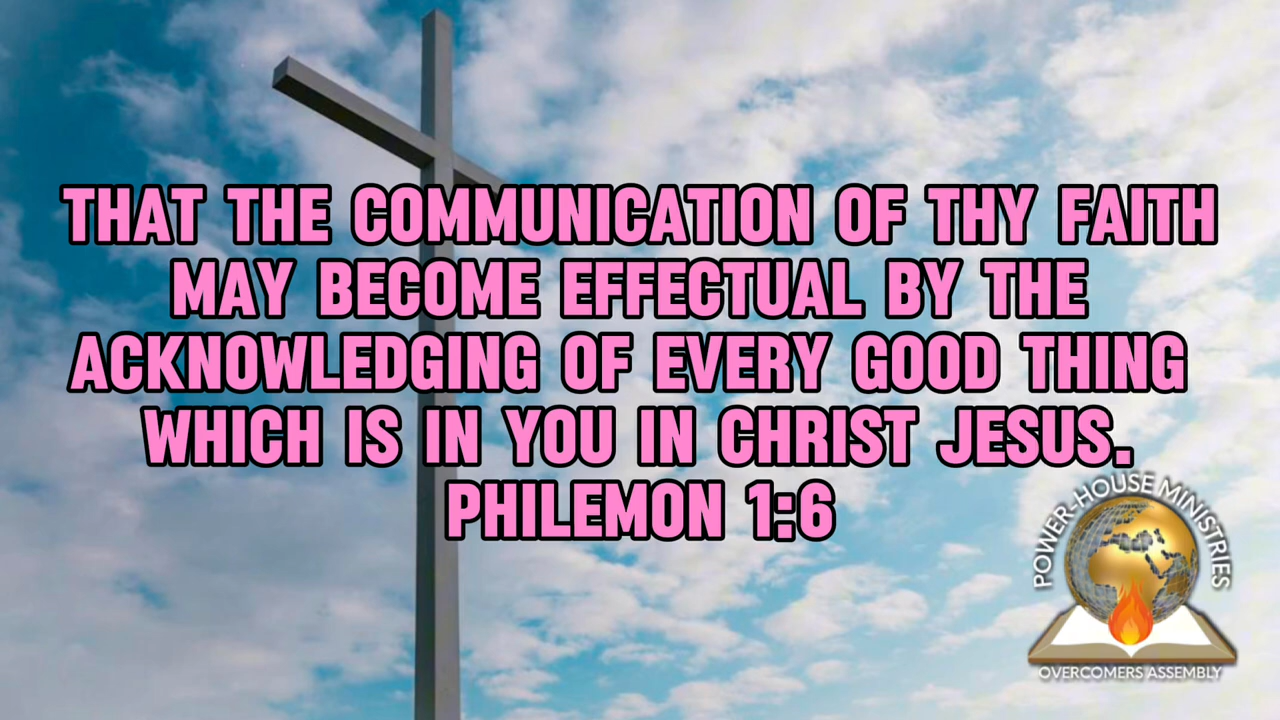 THAT THE COMMUNICATION OF THY FAITH
MAY BECOME EFFECTUAL BY THE
ACKNOWLEDGING OF EVERY GOOD THING
WHICH IS IN YOU IN CHRIST JESUS.
PHILEMON 1:6
POWER-HOUSE MINISTRIES
OVERCOMERS ASSEMBLY